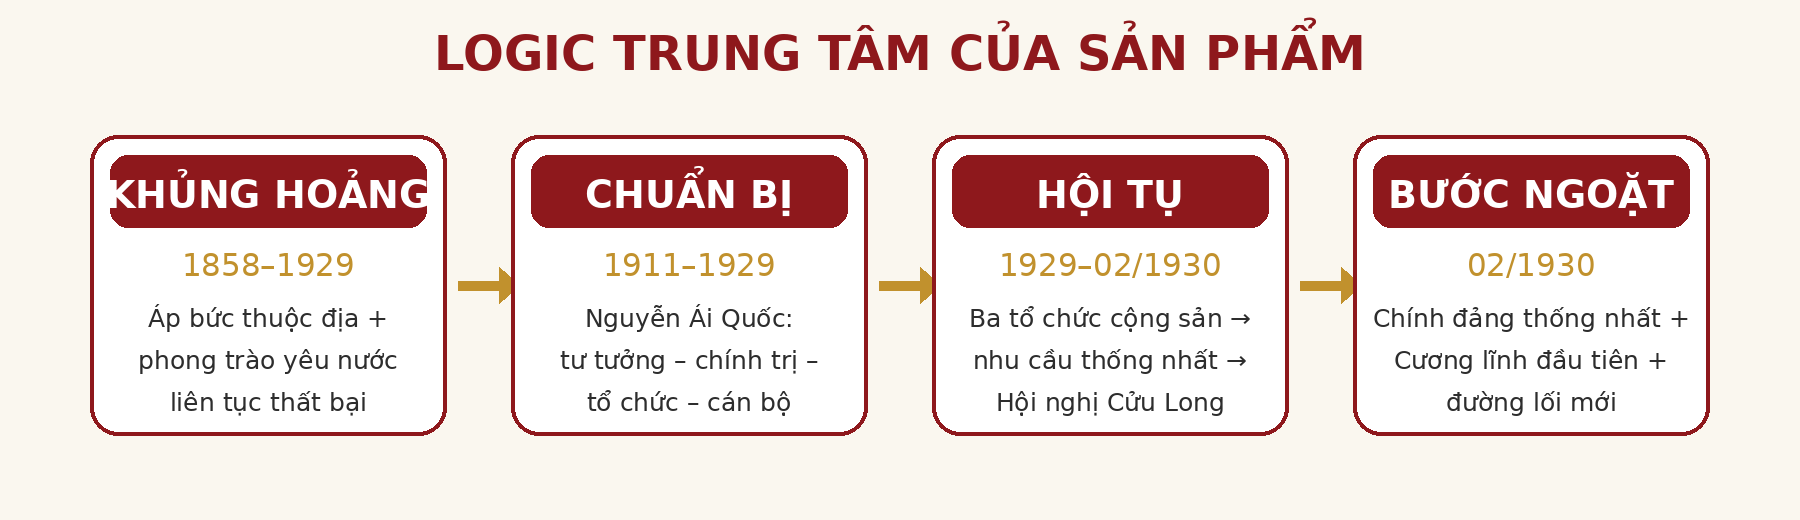 LOGIC TRUNG TÂM CỦA SẢN PHẨM
KHỦNG HOẢNG
1858–1929
Áp bức thuộc địa +
phong trào yêu nước
liên tục thất bại
CHUẨN BỊ
1911–1929
Nguyễn Ái Quốc:
tư tưởng – chính trị –
tổ chức – cán bộ
HỘI TỤ
1929–02/1930
Ba tổ chức cộng sản →
nhu cầu thống nhất →
Hội nghị Cửu Long
BƯỚC NGOẶT
02/1930
Chính đảng thống nhất +
Cương lĩnh đầu tiên +
đường lối mới